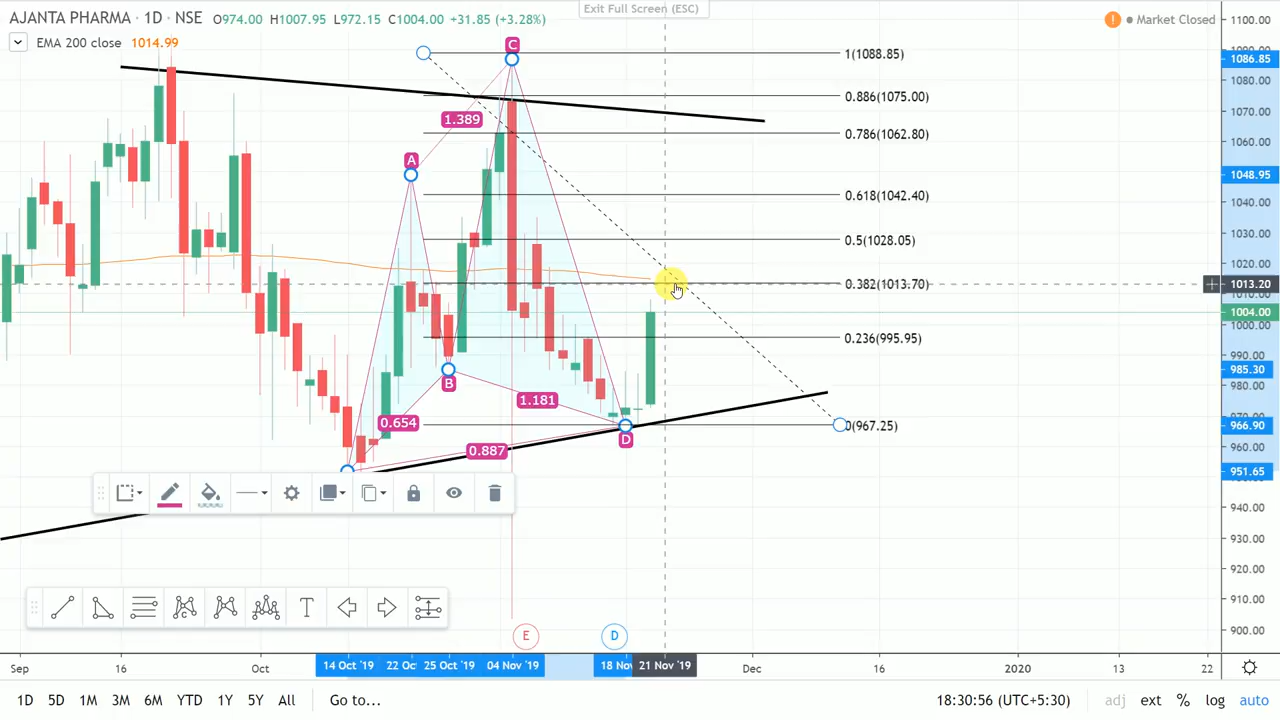 AJANTA PHARMA · 1D · NSE O974.00 H1007.95 L972.15 C1004.00 +31.85 (+3.28%)
Exit Full Screen (ESC)
Market Closed
EMA 200 close 1014.99
1(1088.85)
0.886(1075.00)
0.786(1062.80)
0.618(1042.40)
0.5(1028.05)
0.382(1013.70)
0.236(995.95)
0(967.25)
C
1.389
A
B
1.181
0.654
D
0.887
1100.00
1086.85
1080.00
1070.00
1060.00
1048.95
1040.00
1030.00
1020.00
1013.20
1004.00
1000.00
990.00
985.30
980.00
966.90
960.00
951.65
940.00
930.00
920.00
910.00
900.00
T
E
D
Sep 16 Oct 14 Oct '19 22 Oc 25 Oct '19 04 Nov '19 18 Nov 21 Nov '19 Dec 16 2020 13 22
1D 5D 1M 3M 6M YTD 1Y 5Y All Go to... 18:30:56 (UTC+5:30) adj ext % log auto